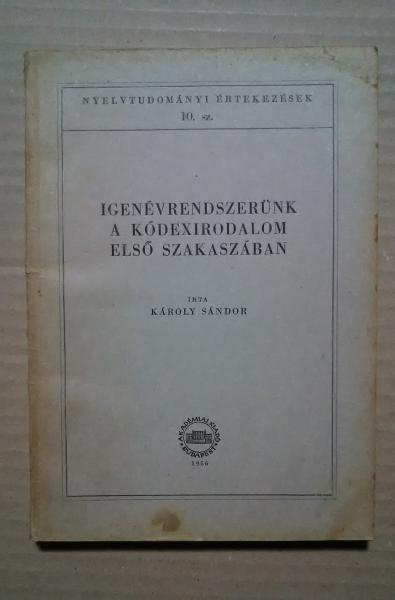 NYELVTUDOMÁNYI ÉRTEKEZÉSEK
10. sz.
IGENÉVRENDSZERÜNK
A KÓDEXIRODALOM
ELSŐ SZAKASZÁBAN
ÍRTA
KÁROLY SÁNDOR
AKADÉMIAI KIADÓ
BUDAPEST
1956